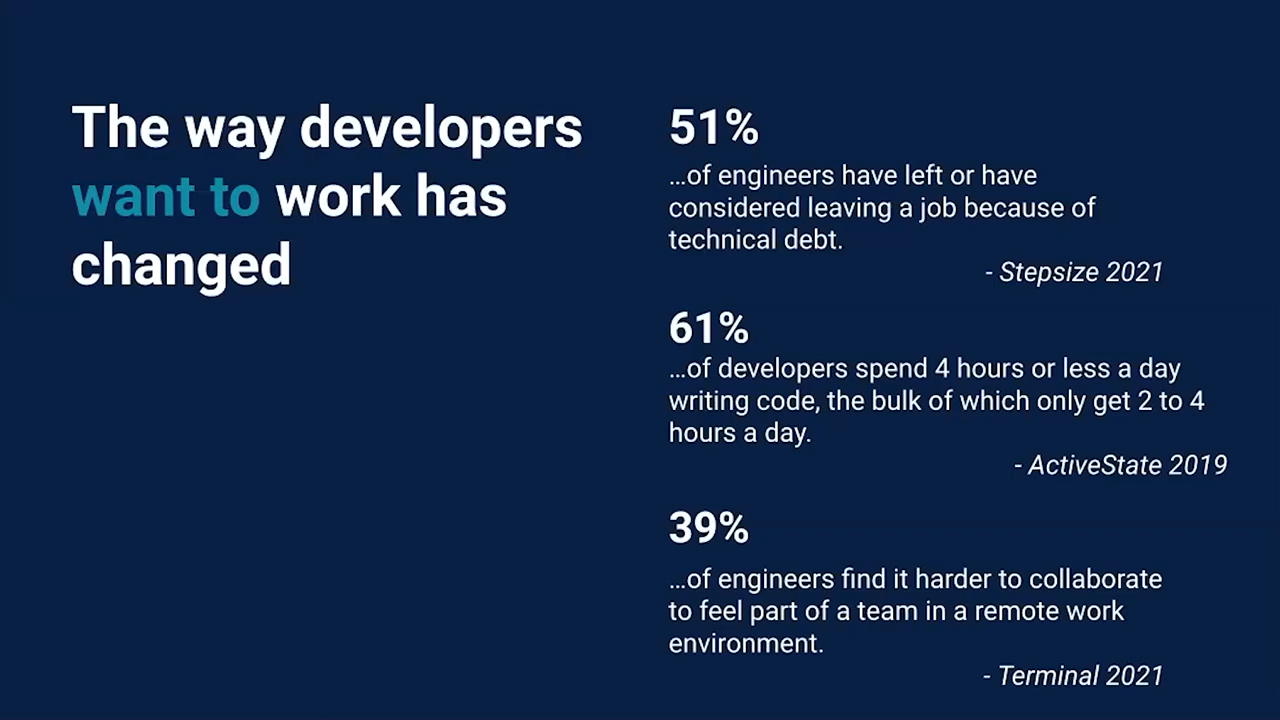 The way developers
want to work has
changed
51%
...of engineers have left or have
considered leaving a job because of
technical debt.
- Stepsize 2021
61%
...of developers spend 4 hours or less a day
writing code, the bulk of which only get 2 to 4
hours a day.
- ActiveState 2019
39%
...of engineers find it harder to collaborate
to feel part of a team in a remote work
environment.
- Terminal 2021